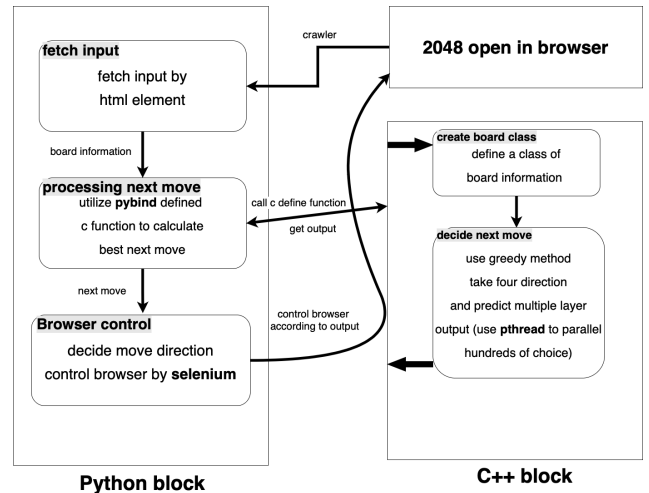 fetch input
fetch input by
html element
board information
processing next move
utilize pybind defined
c function to calculate
best next move
next move
Browser control
decide move direction
control browser by selenium
Python block
crawler
call c define function
get output
control browser
according to output
2048 open in browser
create board class
define a class of
board information
decide next move
use greedy method
take four direction
and predict multiple layer
output (use pthread to parallel
hundreds of choice)
C++ block